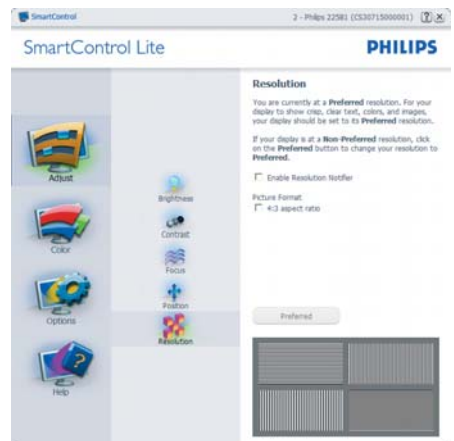 SmartControl
2 - Philips 225B1 (CS30715000001)
SmartControl Lite
PHILIPS
Adjust
Color
Options
Help
Brightness
Contrast
Focus
Position
Resolution
Resolution
You are currently at a Preferred resolution. For your
display to show crisp, clear text, colors, and images,
your display should be set to its Preferred resolution.
If your display is at a Non-Preferred resolution, click
on the Preferred button to change your resolution to
Preferred.
Enable Resolution Notifier
Picture Format
4:3 aspect ratio
Preferred